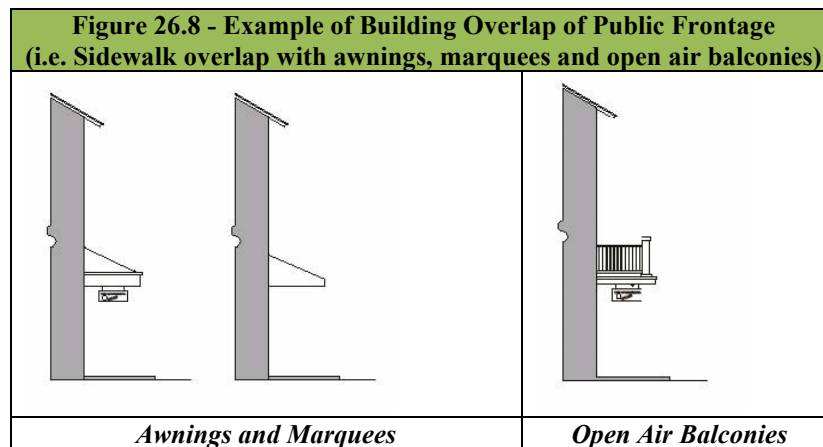 Figure 26.8 - Example of Building Overlap of Public Frontage
(i.e. Sidewalk overlap with awnings, marquees and open air balconies)
Awnings and Marquees
Open Air Balconies